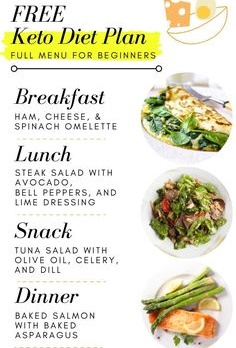 FREE
Keto Diet Plan
FULL MENU FOR BEGINNERS
Breakfast
HAM, CHEESE, &
SPINACH OMELETTE
Lunch
STEAK SALAD WITH
AVOCADO,
BELL PEPPERS, AND
LIME DRESSING
Snack
TUNA SALAD WITH
OLIVE OIL, CELERY,
AND DILL
Dinner
BAKED SALMON
WITH BAKED
ASPARAGUS